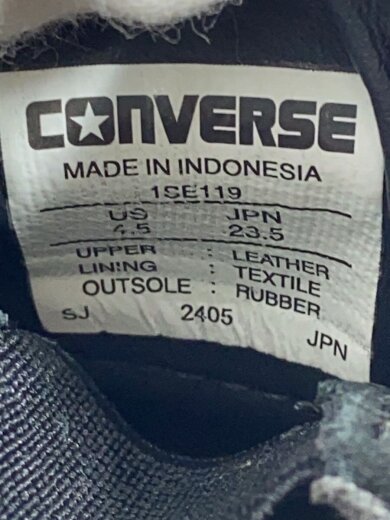 CONVERSE
MADE IN INDONESIA
1SE119
US JPN
4.5 23.5
UPPER : LEATHER
LINING : TEXTILE
OUTSOLE : RUBBER
SJ 2405 JPN